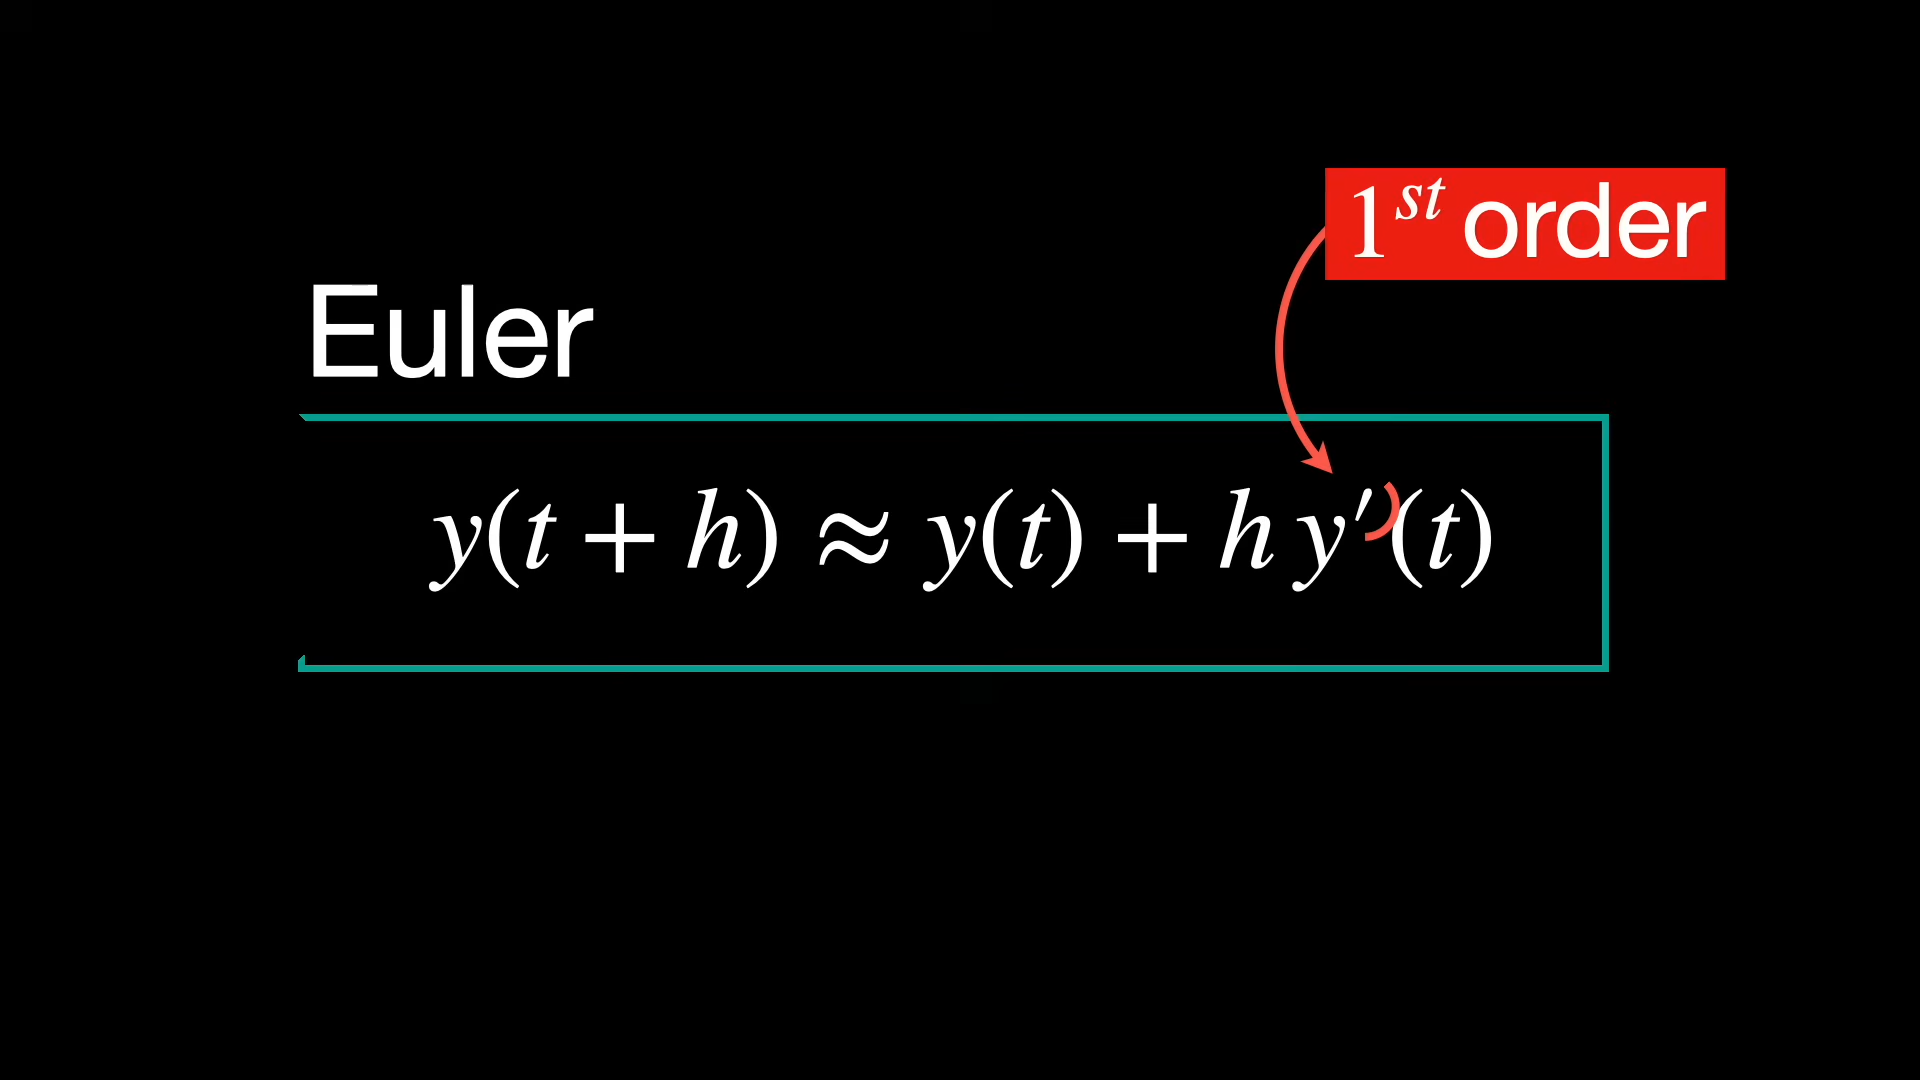 1st order
Euler
y(t + h) ≈ y(t) + h y′(t)